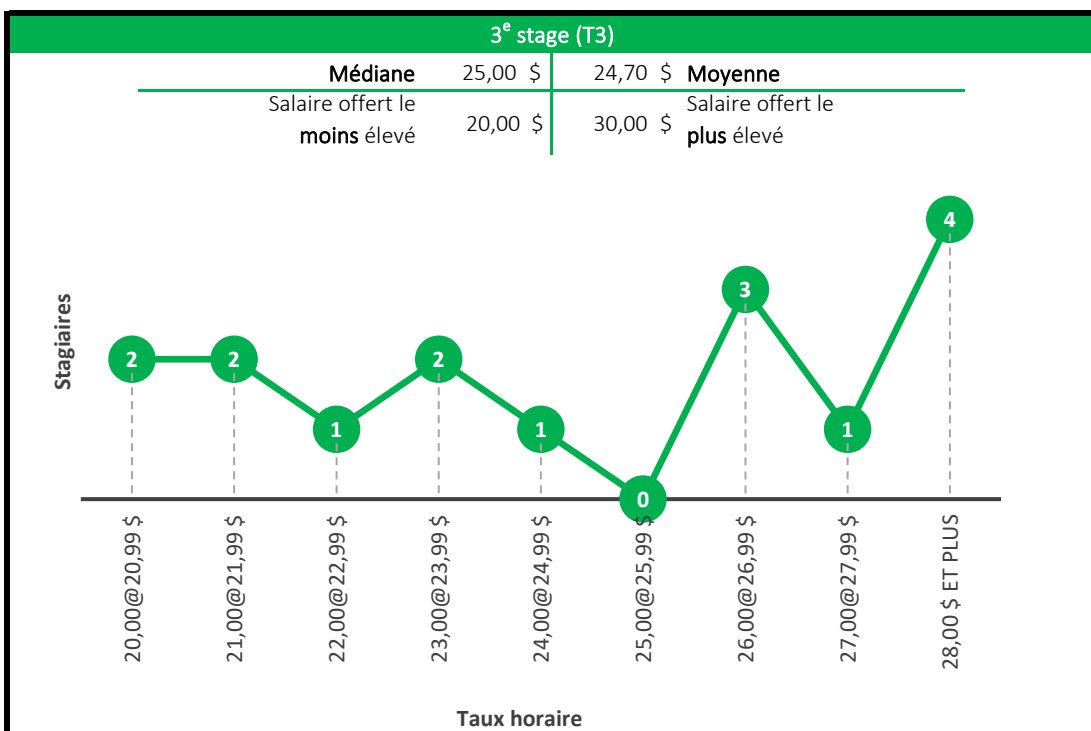 3e stage (T3)
Médiane 25,00 $ 24,70 $ Moyenne
Salaire offert le moins élevé 20,00 $ 30,00 $ Salaire offert le plus élevé
4
3
2 2 2
1 1 1
0
Stagiaires
20,00@20,99 $
21,00@21,99 $
22,00@22,99 $
23,00@23,99 $
24,00@24,99 $
25,00@25,99 $
26,00@26,99 $
27,00@27,99 $
28,00 $ ET PLUS
Taux horaire